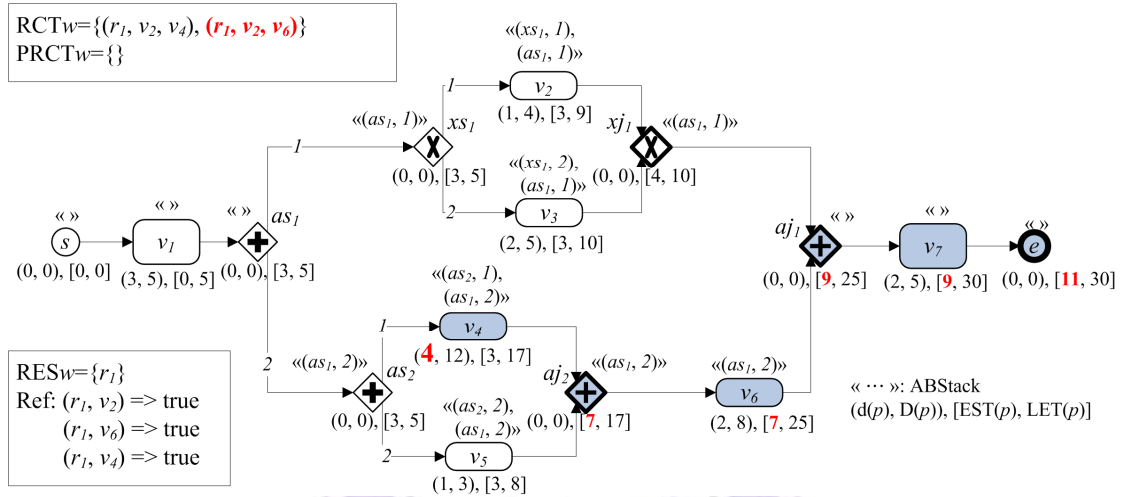 RCTw={(r₁, v₂, v₄), (r₁, v₂, v₆)}
PRCTw={}
«(xs₁, 1),
(as₁, 1)»
1
v₂
(1, 4), [3, 9]
«(as₁, 1)»
xs₁
(0, 0), [3, 5]
xj₁
«(as₁, 1)»
(0, 0), [4, 10]
«(xs₁, 2),
(as₁, 1)»
2
v₃
(2, 5), [3, 10]
1
« »
s
(0, 0), [0, 0]
« »
v₁
(3, 5), [0, 5]
« »
as₁
(0, 0), [3, 5]
aj₁
« »
(0, 0), [9, 25]
« »
v₇
(2, 5), [9, 30]
« »
e
(0, 0), [11, 30]
2
«(as₂, 1),
(as₁, 2)»
1
v₄
(4, 12), [3, 17]
«(as₁, 2)»
as₂
(0, 0), [3, 5]
aj₂
«(as₁, 2)»
(0, 0), [7, 17]
«(as₁, 2)»
v₆
(2, 8), [7, 25]
«(as₂, 2),
(as₁, 2)»
2
v₅
(1, 3), [3, 8]
RESw={r₁}
Ref: (r₁, v₂) => true
(r₁, v₆) => true
(r₁, v₄) => true
« ··· »: ABStack
(d(p), D(p)), [EST(p), LET(p)]